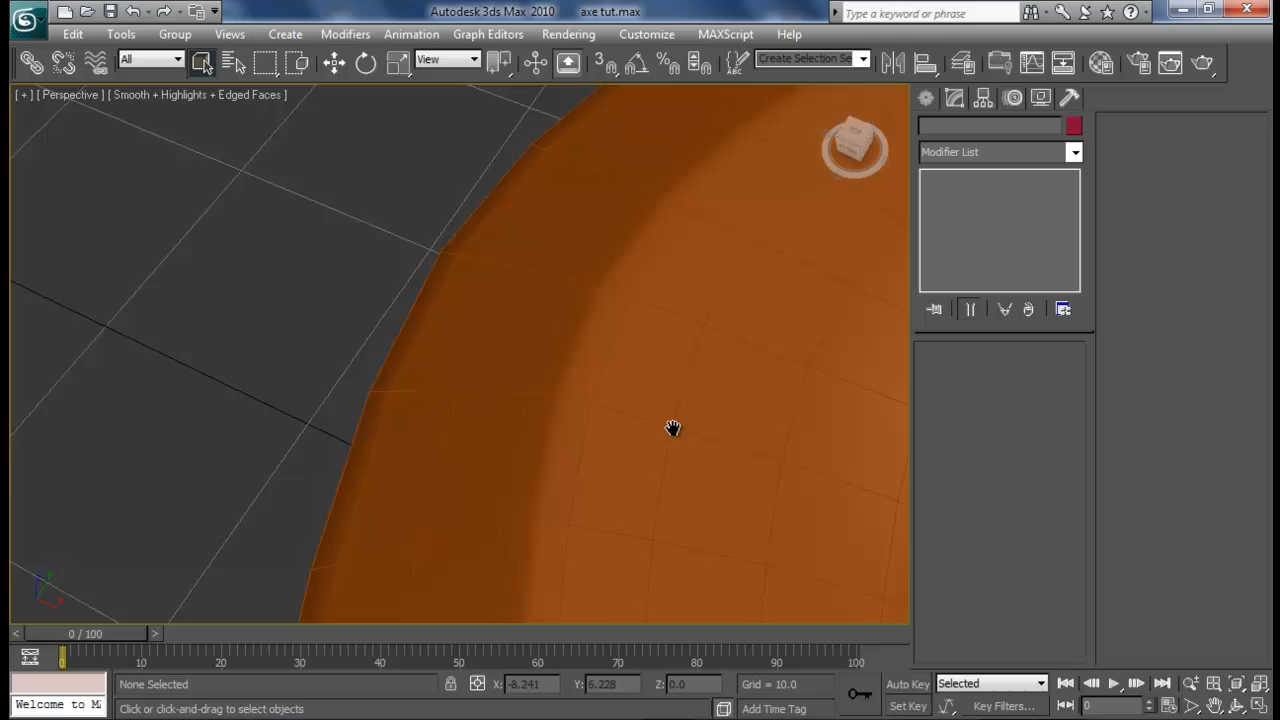 Autodesk 3ds Max 2010 axe tut.max
Type a keyword or phrase
Edit Tools Group Views Create Modifiers Animation Graph Editors Rendering Customize MAXScript Help
All View Create Selection Se
[ + ] [ Perspective ] [ Smooth + Highlights + Edged Faces ]
TOP
Modifier List
< 0 / 100 >
0 10 20 30 40 50 60 70 80 90 100
None Selected X: -8.241 Y: 6.228 Z: 0.0 Grid = 10.0 Auto Key Selected
Welcome to MA Click or click-and-drag to select objects Add Time Tag Set Key Key Filters... 0